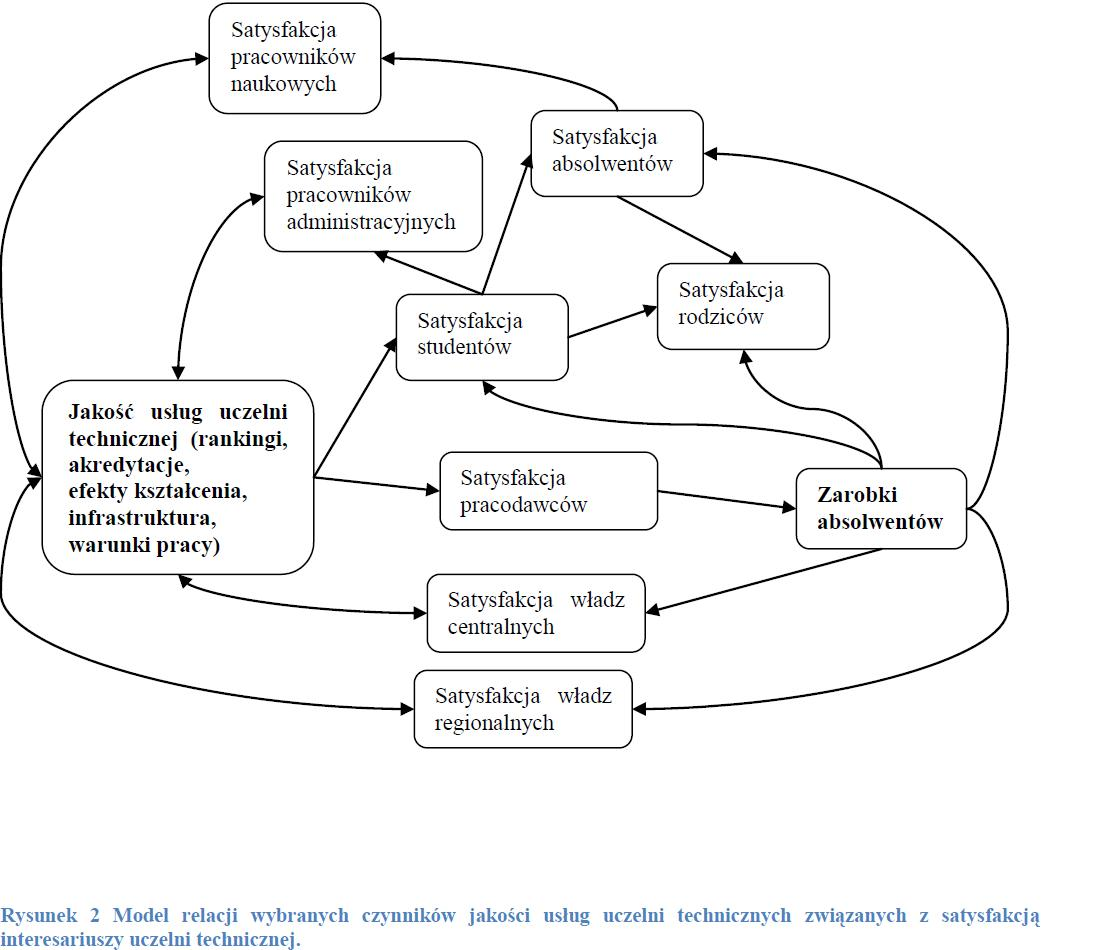 Satysfakcja
pracowników
naukowych
Satysfakcja
absolwentów
Satysfakcja
pracowników
administracyjnych
Satysfakcja
rodziców
Satysfakcja
studentów
Jakość usług uczelni
technicznej (rankingi,
akredytacje,
efekty kształcenia,
infrastruktura,
warunki pracy)
Satysfakcja
pracodawców
Zarobki
absolwentów
Satysfakcja władz
centralnych
Satysfakcja władz
regionalnych
Rysunek 2 Model relacji wybranych czynników jakości usług uczelni technicznych związanych z satysfakcją
interesariuszy uczelni technicznej.